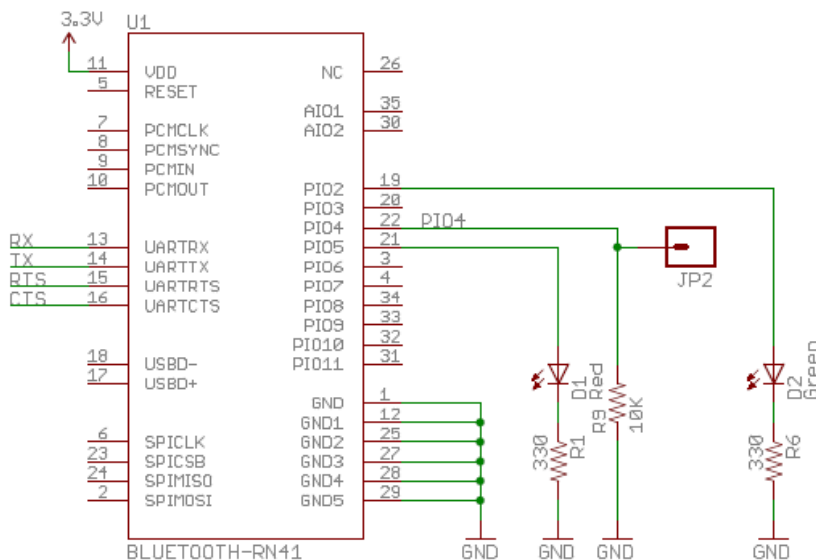 3.3V
U1
11 VDD NC 26
5 RESET
AIO1 35
7 PCMCLK AIO2 30
8 PCMSYNC
9 PCMIN
10 PCMOUT PIO2 19
PIO3 20
PIO4 22 PIO4
RX 13 UARTRX PIO5 21
TX 14 UARTTX PIO6 3
RTS 15 UARTRTS PIO7 4
CTS 16 UARTCTS PIO8 34
PIO9 33
PIO10 32
18 USBD- PIO11 31
17 USBD+
GND 1
GND1 12
6 SPICLK GND2 25
23 SPICSB GND3 27
24 SPIMISO GND4 28
2 SPIMOSI GND5 29
BLUETOOTH-RN41
JP2
D1
Red
R9
10K
D2
Green
330
R1
330
R6
GND
GND
GND
GND